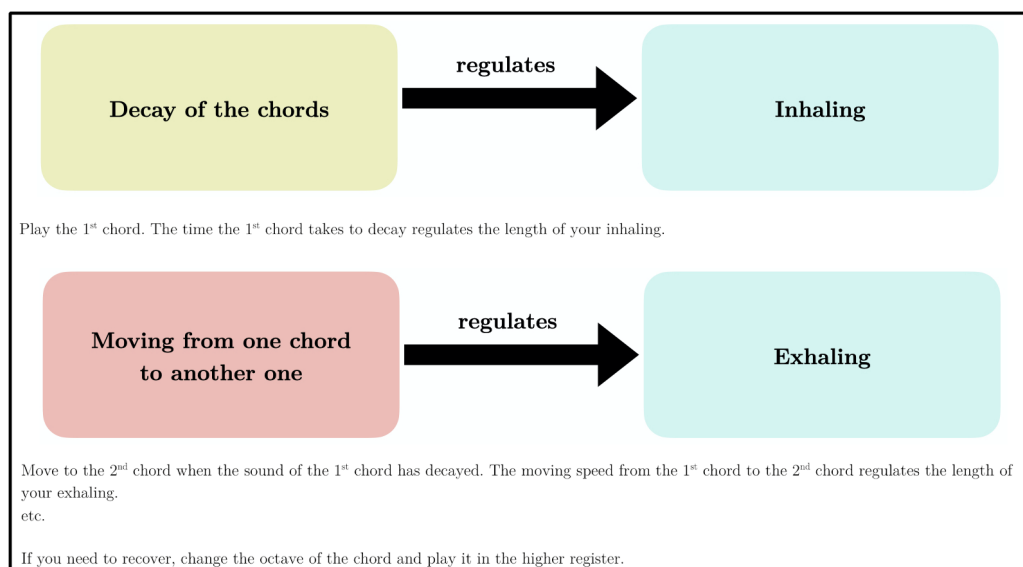 regulates
Decay of the chords
Inhaling
Play the 1st chord. The time the 1st chord takes to decay regulates the length of your inhaling.
regulates
Moving from one chord
to another one
Exhaling
Move to the 2nd chord when the sound of the 1st chord has decayed. The moving speed from the 1st chord to the 2nd chord regulates the length of
your exhaling.
etc.
If you need to recover, change the octave of the chord and play it in the higher register.